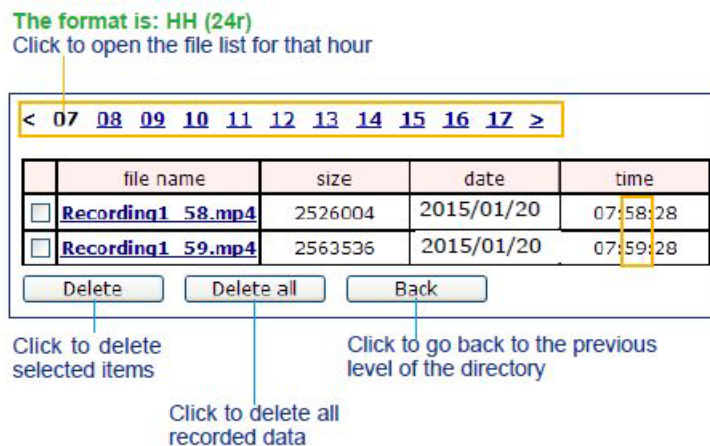 The format is: HH (24r)
Click to open the file list for that hour
< 07 08 09 10 11 12 13 14 15 16 17 >
file name size date time
Recording1_58.mp4 2526004 2015/01/20 07:58:28
Recording1_59.mp4 2563536 2015/01/20 07:59:28
Delete Delete all Back
Click to delete
selected items
Click to go back to the previous
level of the directory
Click to delete all
recorded data